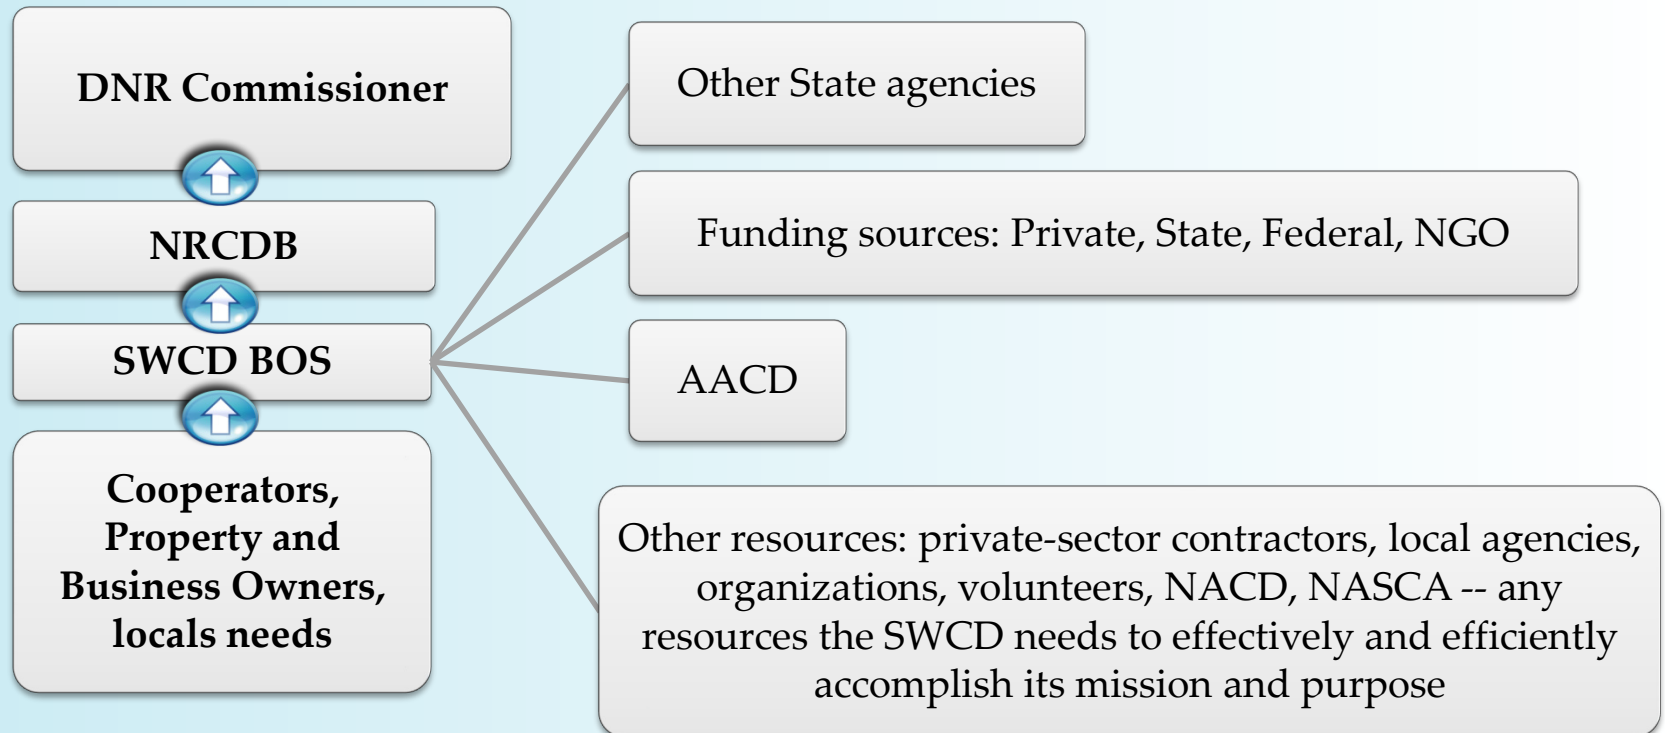 DNR Commissioner
NRCDB
SWCD BOS
Cooperators,
Property and
Business Owners,
locals needs
Other State agencies
Funding sources: Private, State, Federal, NGO
AACD
Other resources: private-sector contractors, local agencies,
organizations, volunteers, NACD, NASCA -- any
resources the SWCD needs to effectively and efficiently
accomplish its mission and purpose